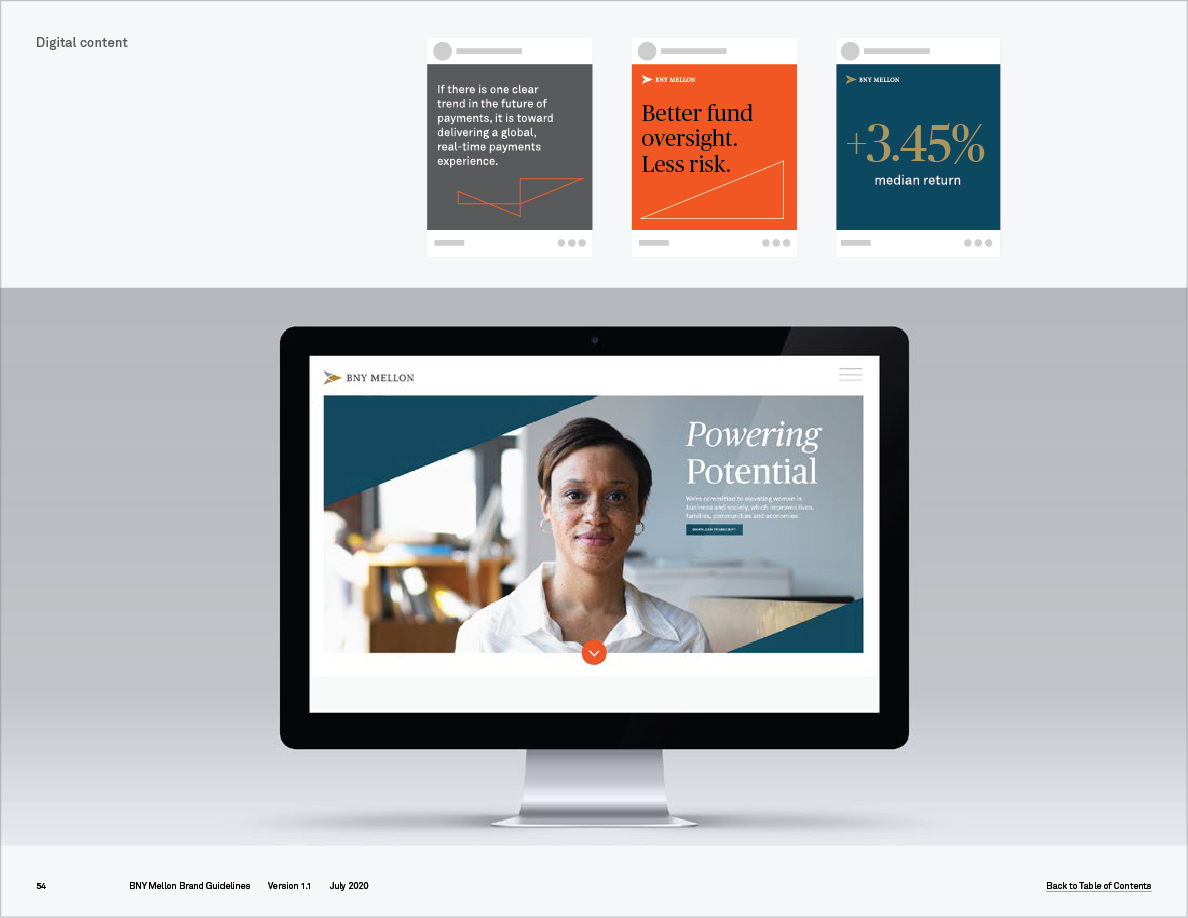 Digital content
If there is one clear
trend in the future of
payments, it is toward
delivering a global,
real-time payments
experience.
BNY MELLON
Better fund
oversight.
Less risk.
BNY MELLON
+3.45%
median return
BNY MELLON
Powering
Potential
We're committed to elevating women in
business and society, which improves lives,
families, communities and economies.
54
BNY Mellon Brand Guidelines
Version 1.1
July 2020
Back to Table of Contents